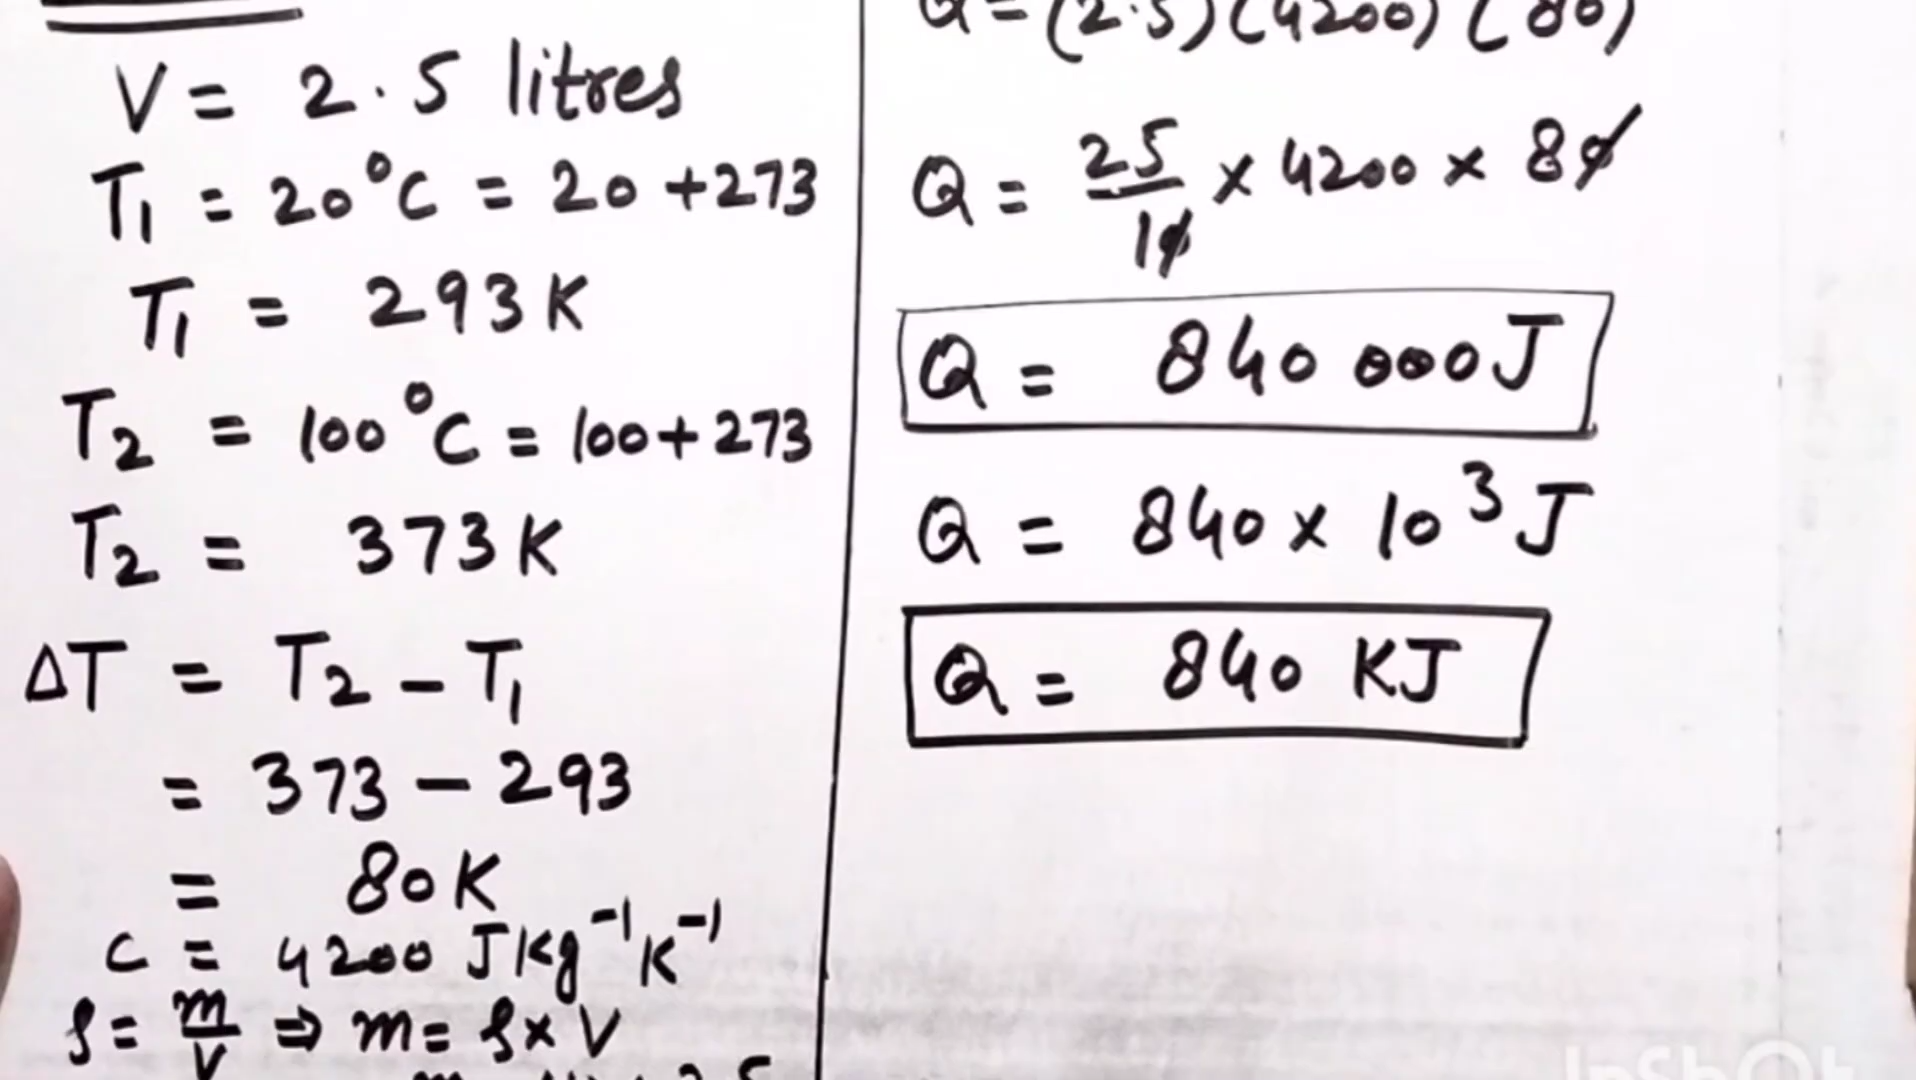 V = 2.5 litres
T₁ = 20°C = 20 + 273
T₁ = 293 K
T₂ = 100°C = 100 + 273
T₂ = 373 K
ΔT = T₂ - T₁
= 373 - 293
= 80 K
c = 4200 J kg⁻¹ K⁻¹
ρ = m/V ⇒ m = ρ × V
Q = (2.5) (4200) (80)
Q = 25/10 × 4200 × 80
Q = 840 000 J
Q = 840 × 10³ J
Q = 840 KJ
InShOt